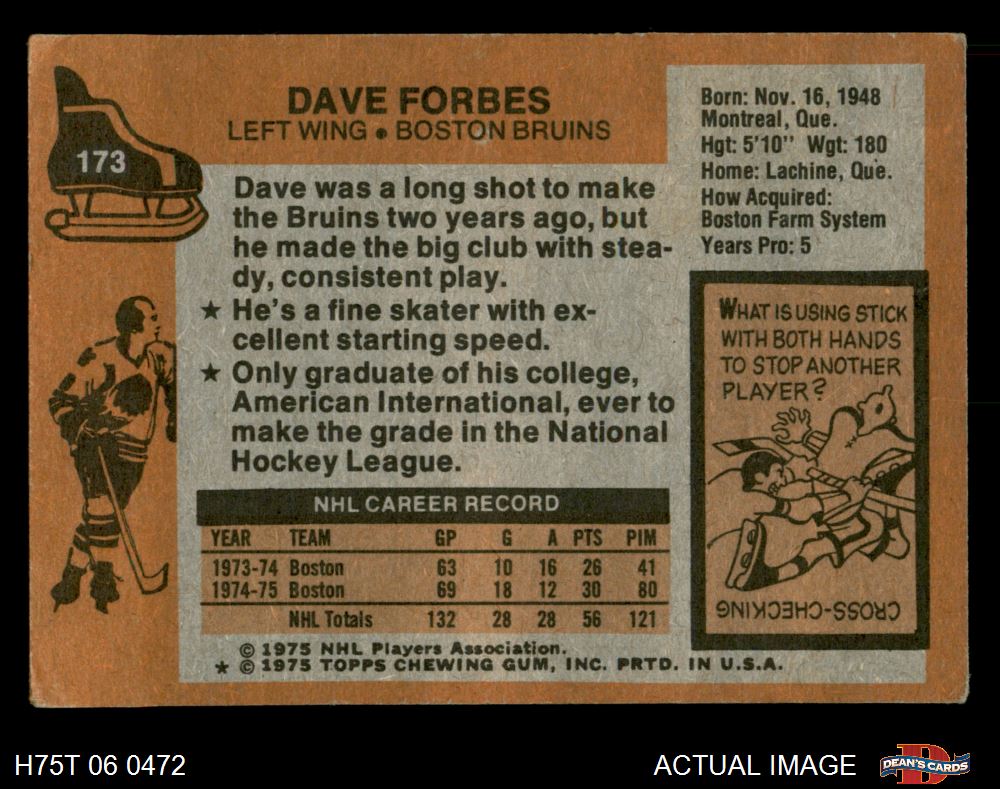 173
DAVE FORBES
LEFT WING • BOSTON BRUINS
Born: Nov. 16, 1948
Montreal, Que.
Hgt: 5'10" Wgt: 180
Home: Lachine, Que.
How Acquired:
Boston Farm System
Years Pro: 5
Dave was a long shot to make
the Bruins two years ago, but
he made the big club with stea-
dy, consistent play.
★ He's a fine skater with ex-
cellent starting speed.
★ Only graduate of his college,
American International, ever to
make the grade in the National
Hockey League.
WHAT IS USING STICK
WITH BOTH HANDS
TO STOP ANOTHER
PLAYER?
CROSS-CHECKING
NHL CAREER RECORD
YEAR TEAM GP G A PTS PIM
1973-74 Boston 63 10 16 26 41
1974-75 Boston 69 18 12 30 80
NHL Totals 132 28 28 56 121
© 1975 NHL Players Association.
★ © 1975 TOPPS CHEWING GUM, INC. PRTD. IN U.S.A.
H75T 06 0472
ACTUAL IMAGE
D
DEAN'S CARDS